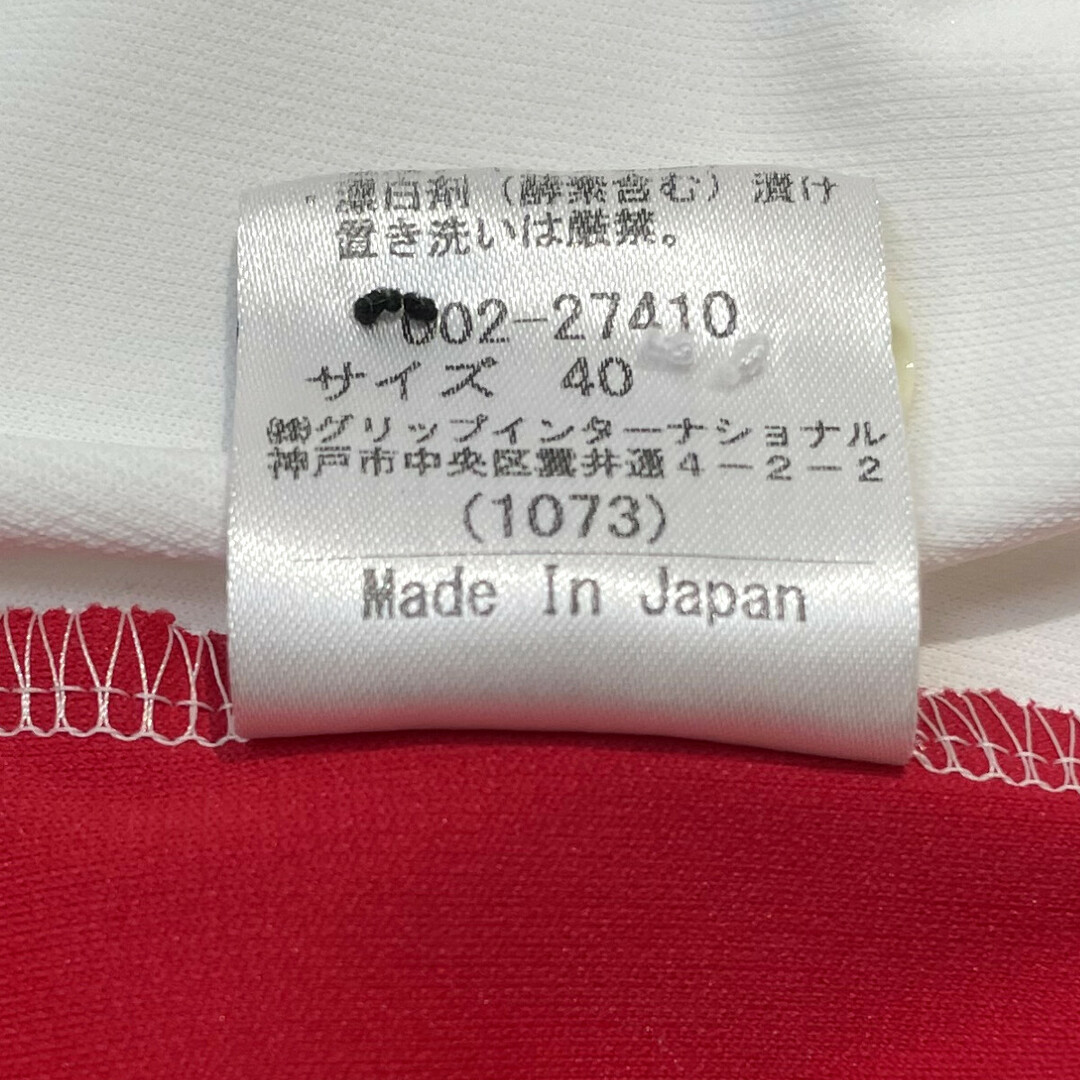 ・漂白剤（酵素含む）漬け
置き洗いは厳禁。
002-27410
サイズ 40
㈱グリップインターナショナル
神戸市中央区雲井通4-2-2
(1073)
Made In Japan